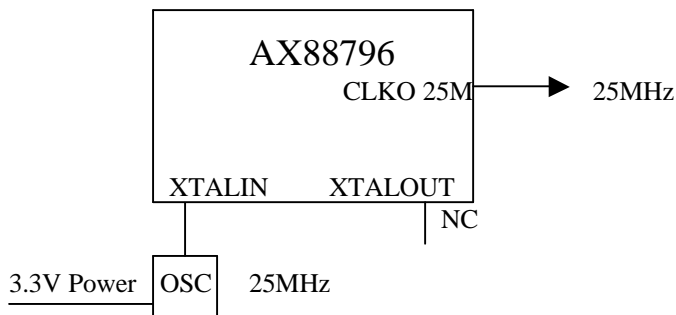 AX88796
CLKO 25M
25MHz
XTALIN
XTALOUT
NC
3.3V Power
OSC
25MHz